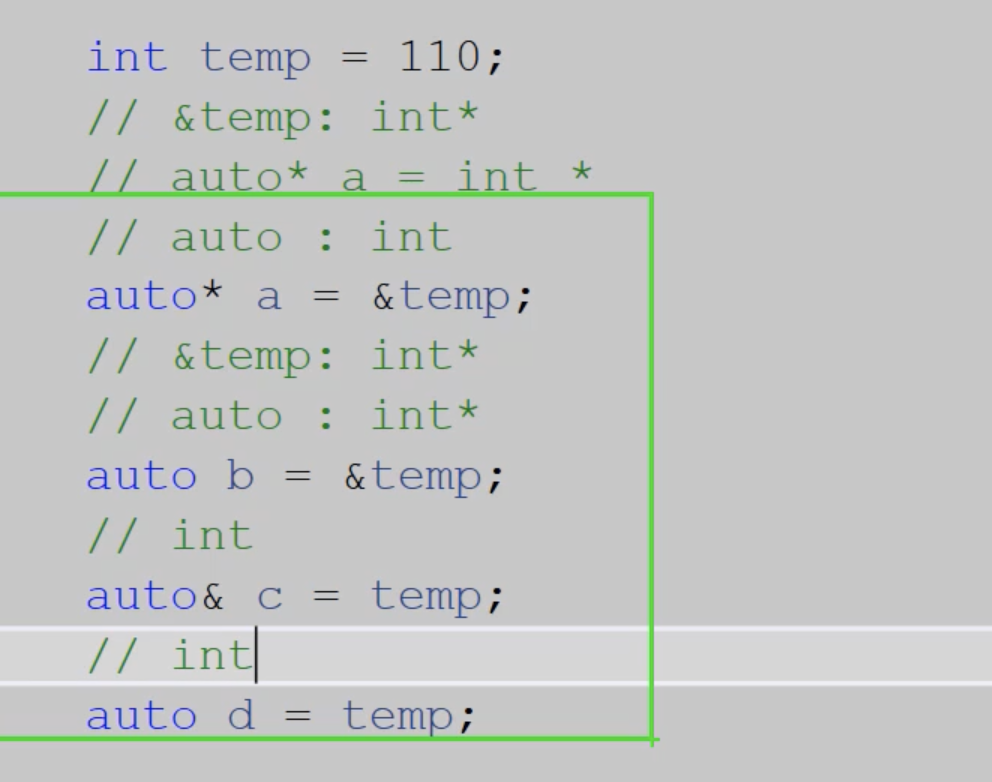 int temp = 110;
// &temp: int*
// auto* a = int *
// auto : int
auto* a = &temp;
// &temp: int*
// auto : int*
auto b = &temp;
// int
auto& c = temp;
// int
auto d = temp;